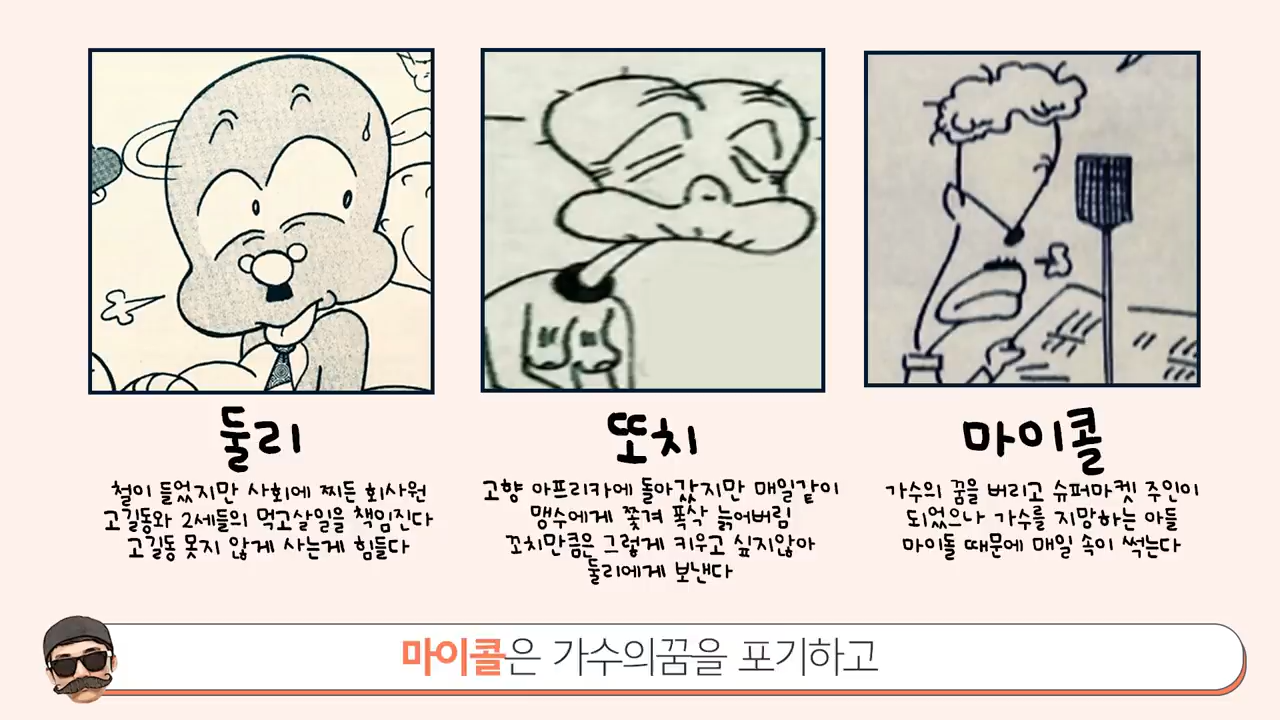 둘리
철이 들었지만 사회에 찌든 회사원
고길동와 2세들의 먹고살일을 책임진다
고길동 못지 않게 사는게 힘들다
또치
고향 아프리카에 돌아갔지만 매일같이
맹수에게 쫓겨 폭삭 늙어버림
꼬치만큼은 그렇게 키우고 싶지않아
둘리에게 보낸다
마이콜
가수의 꿈을 버리고 슈퍼마켓 주인이
되었으나 가수를 지망하는 아들
마이돌 때문에 매일 속이 썩는다
마이콜은 가수의꿈을 포기하고